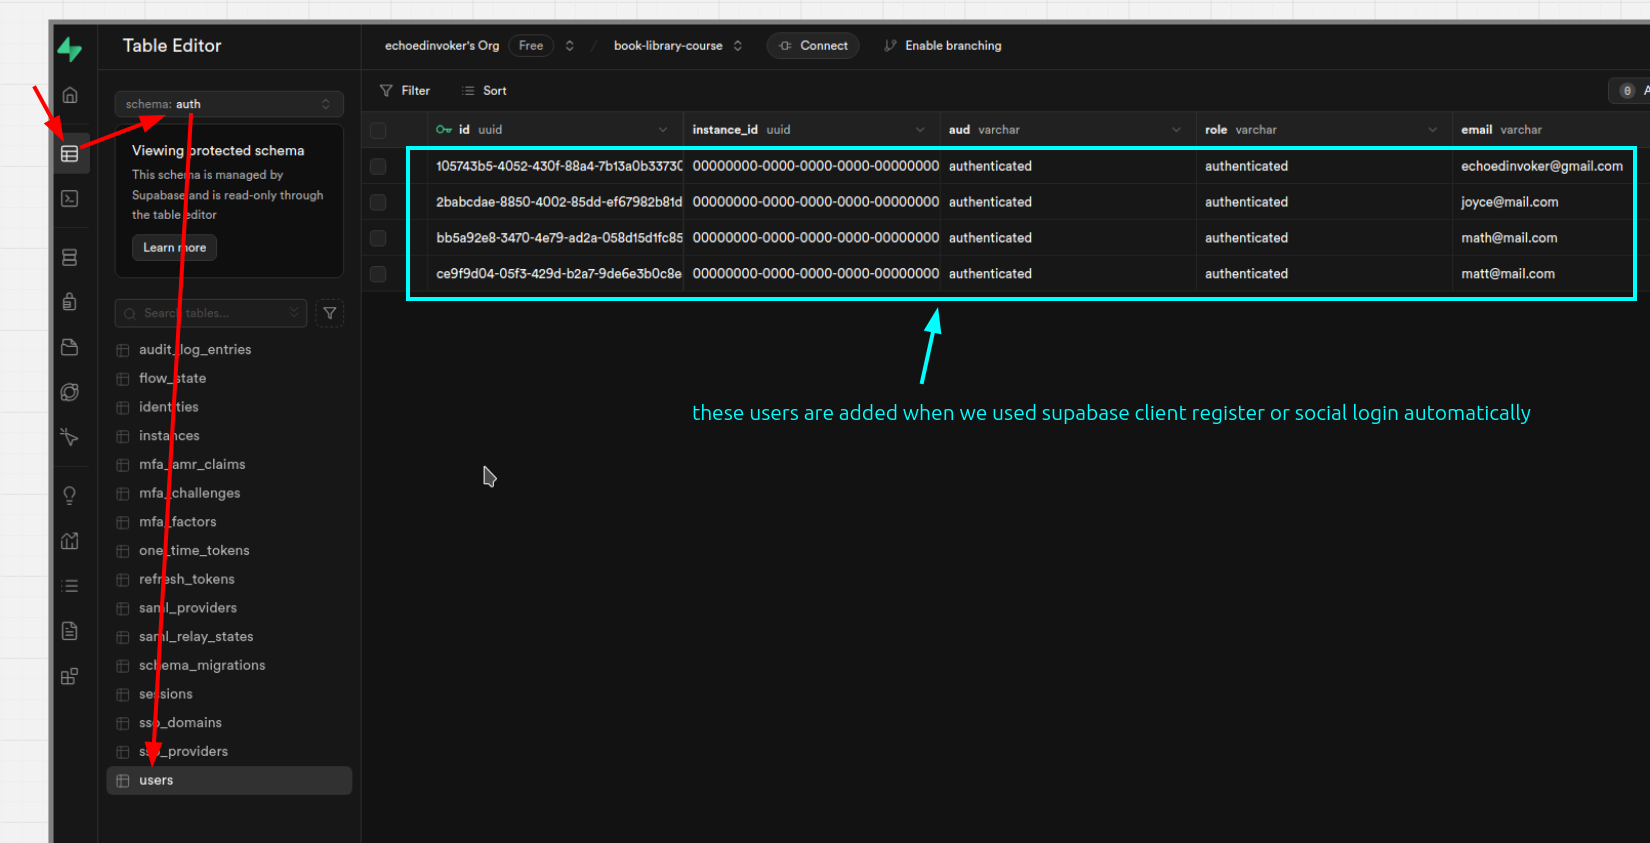 Table Editor
echoedinvoker's Org Free / book-library-course Connect Enable branching
schema: auth
Viewing protected schema
This schema is managed by
Supabase and is read-only through
the table editor
Learn more
Search tables...
audit_log_entries
flow_state
identities
instances
mfa_amr_claims
mfa_challenges
mfa_factors
one_time_tokens
refresh_tokens
saml_providers
saml_relay_states
schema_migrations
sessions
sso_domains
sso_providers
users
Filter Sort 0 A
id uuid instance_id uuid aud varchar role varchar email varchar
105743b5-4052-430f-88a4-7b13a0b33730 00000000-0000-0000-0000-00000000 authenticated authenticated echoedinvoker@gmail.com
2babcdae-8850-4002-85dd-ef67982b81d 00000000-0000-0000-0000-00000000 authenticated authenticated joyce@mail.com
bb5a92e8-3470-4e79-ad2a-058d15d1fc85 00000000-0000-0000-0000-00000000 authenticated authenticated math@mail.com
ce9f9d04-05f3-429d-b2a7-9de6e3b0c8e 00000000-0000-0000-0000-00000000 authenticated authenticated matt@mail.com
these users are added when we used supabase client register or social login automatically